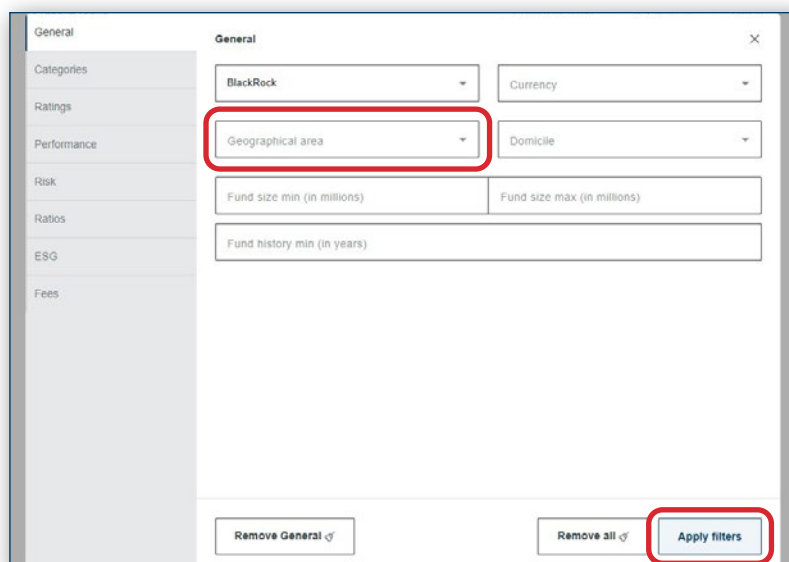 General
Categories
Ratings
Performance
Risk
Ratios
ESG
Fees
General
BlackRock
Currency
Geographical area
Domicile
Fund size min (in millions)
Fund size max (in millions)
Fund history min (in years)
Remove General
Remove all
Apply filters